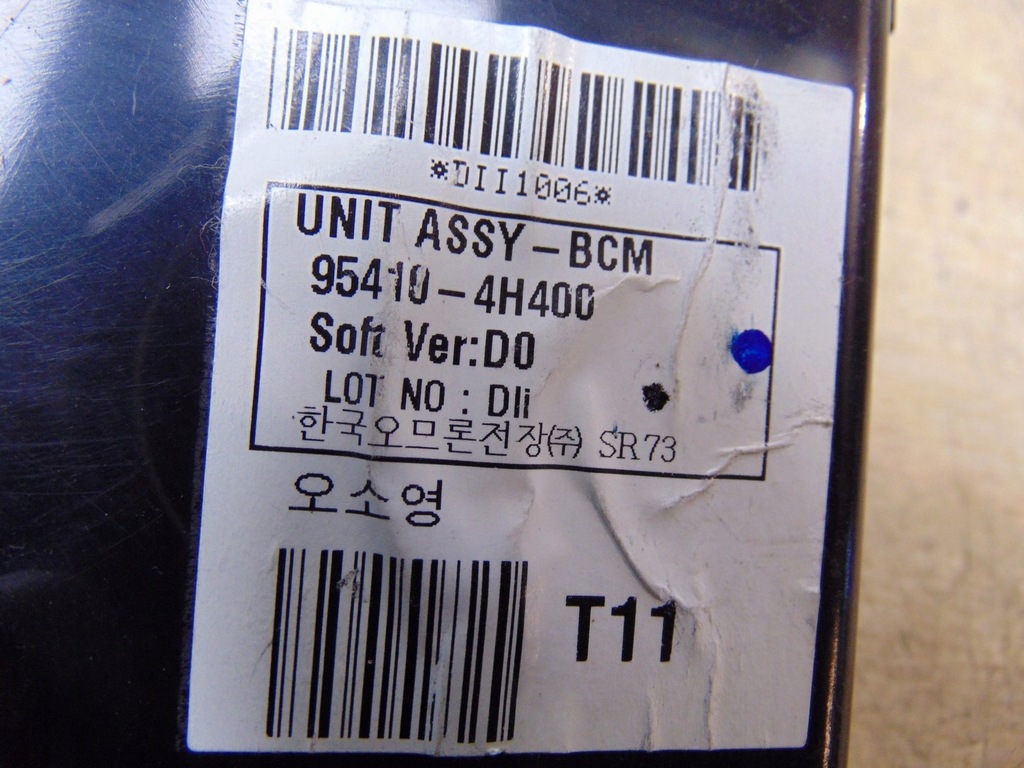 *DII1006*
UNIT ASSY-BCM
95410-4H400
Soft Ver:D0
LOT NO : Dli
한국오므론전장(주) SR73
오소영
T11